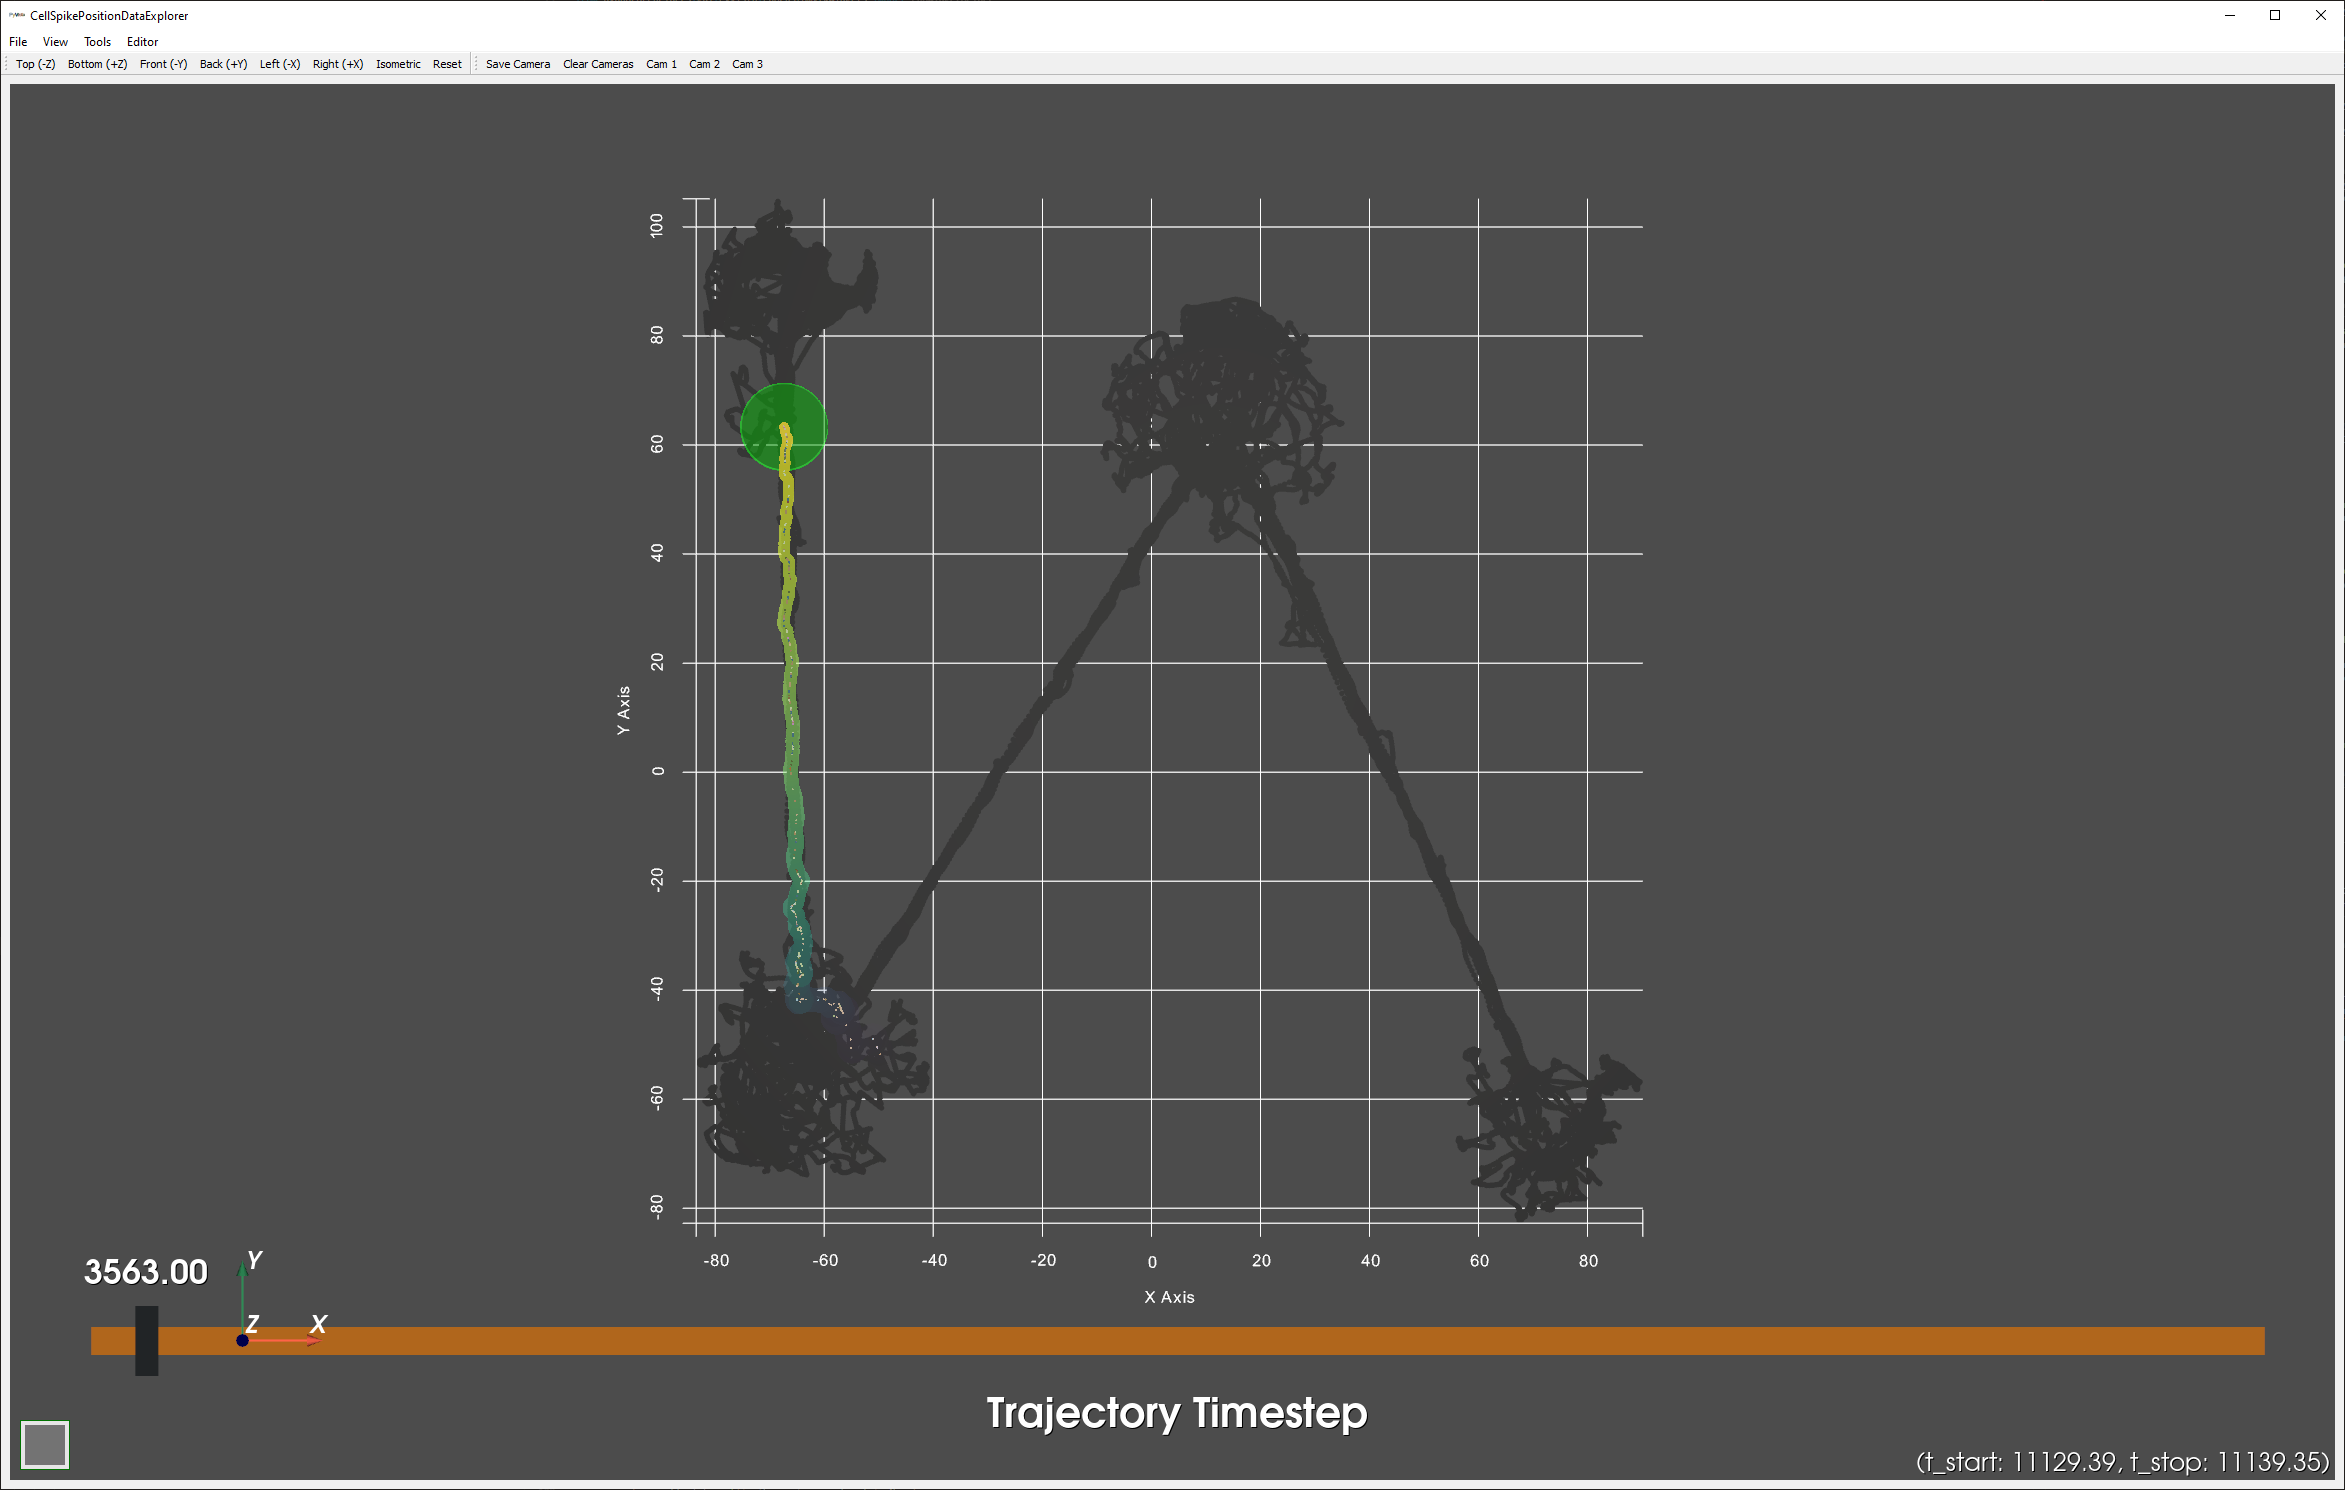 CellSpikePositionDataExplorer
File View Tools Editor
Top (-Z) Bottom (+Z) Front (-Y) Back (+Y) Left (-X) Right (+X) Isometric Reset Save Camera Clear Cameras Cam 1 Cam 2 Cam 3
100
80
60
40
20
0
-20
-40
-60
-80
Y Axis
-80 -60 -40 -20 0 20 40 60 80
X Axis
3563.00
Y
Z X
Trajectory Timestep
(t_start: 11129.39, t_stop: 11139.35)